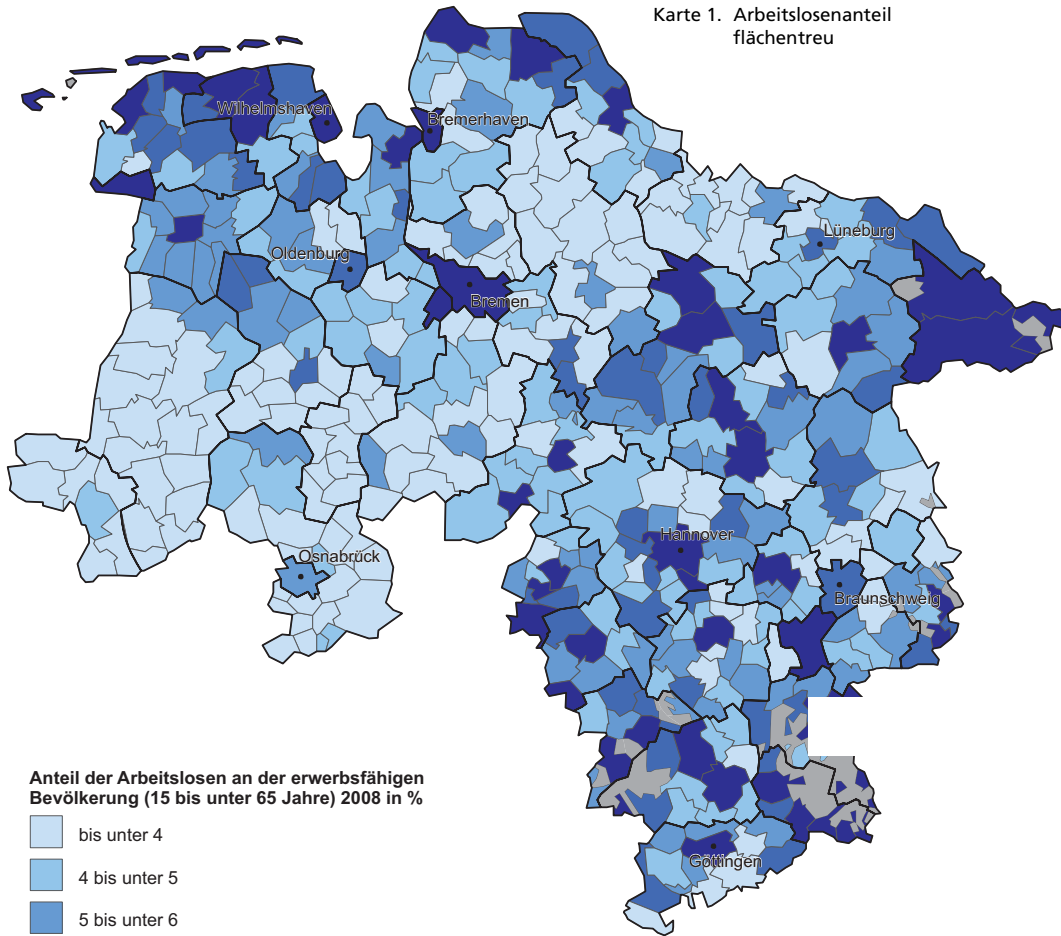 Karte 1. Arbeitslosenanteil
flächentreu
Wilhelmshaven
Bremerhaven
Lüneburg
Oldenburg
Bremen
Hannover
Osnabrück
Braunschweig
Göttingen
Anteil der Arbeitslosen an der erwerbsfähigen
Bevölkerung (15 bis unter 65 Jahre) 2008 in %
bis unter 4
4 bis unter 5
5 bis unter 6